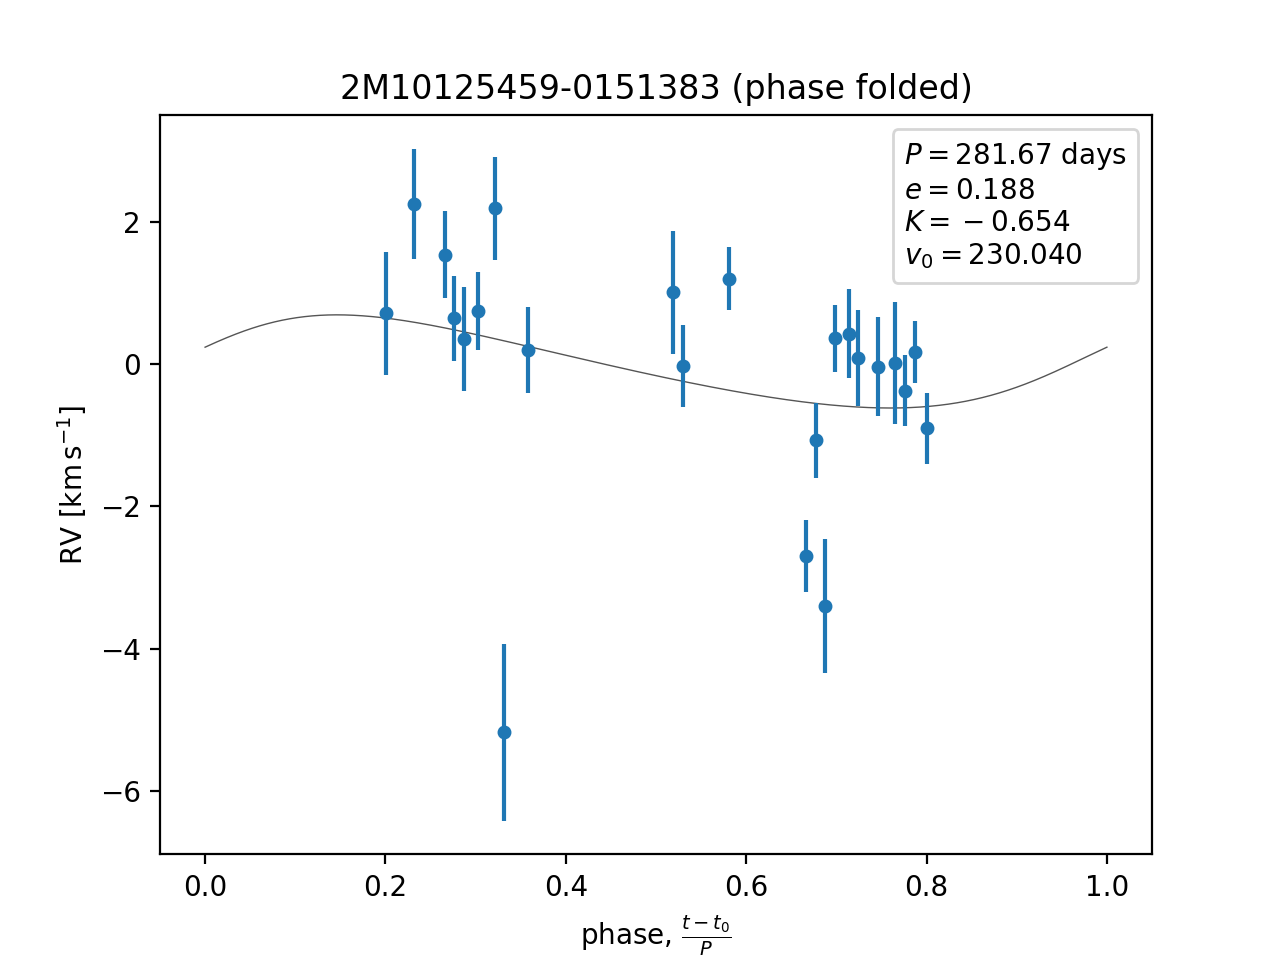 2M10125459-0151383 (phase folded)
P = 281.67 days
e = 0.188
K = −0.654
v₀ = 230.040
RV [km s⁻¹]
2
0
−2
−4
−6
0.0 0.2 0.4 0.6 0.8 1.0
phase, (t − t₀)/P